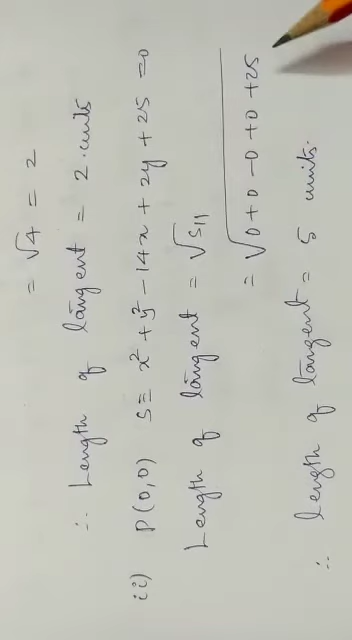 = √4 = 2
∴ Length of tangent = 2 units
ii) P(0,0) S ≡ x² + y² - 14x + 2y + 25 = 0
Length of tangent = √S₁₁
= √0 + 0 - 0 + 0 + 25
∴ length of tangent = 5 units.